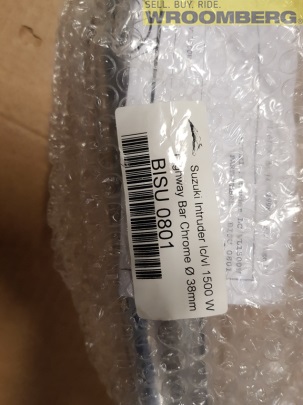 SELL. BUY. RIDE.
WROOMBERG
Suzuki Intruder lc/vl 1500 W
Highway Bar Chrome Ø 38mm
BISU 0801